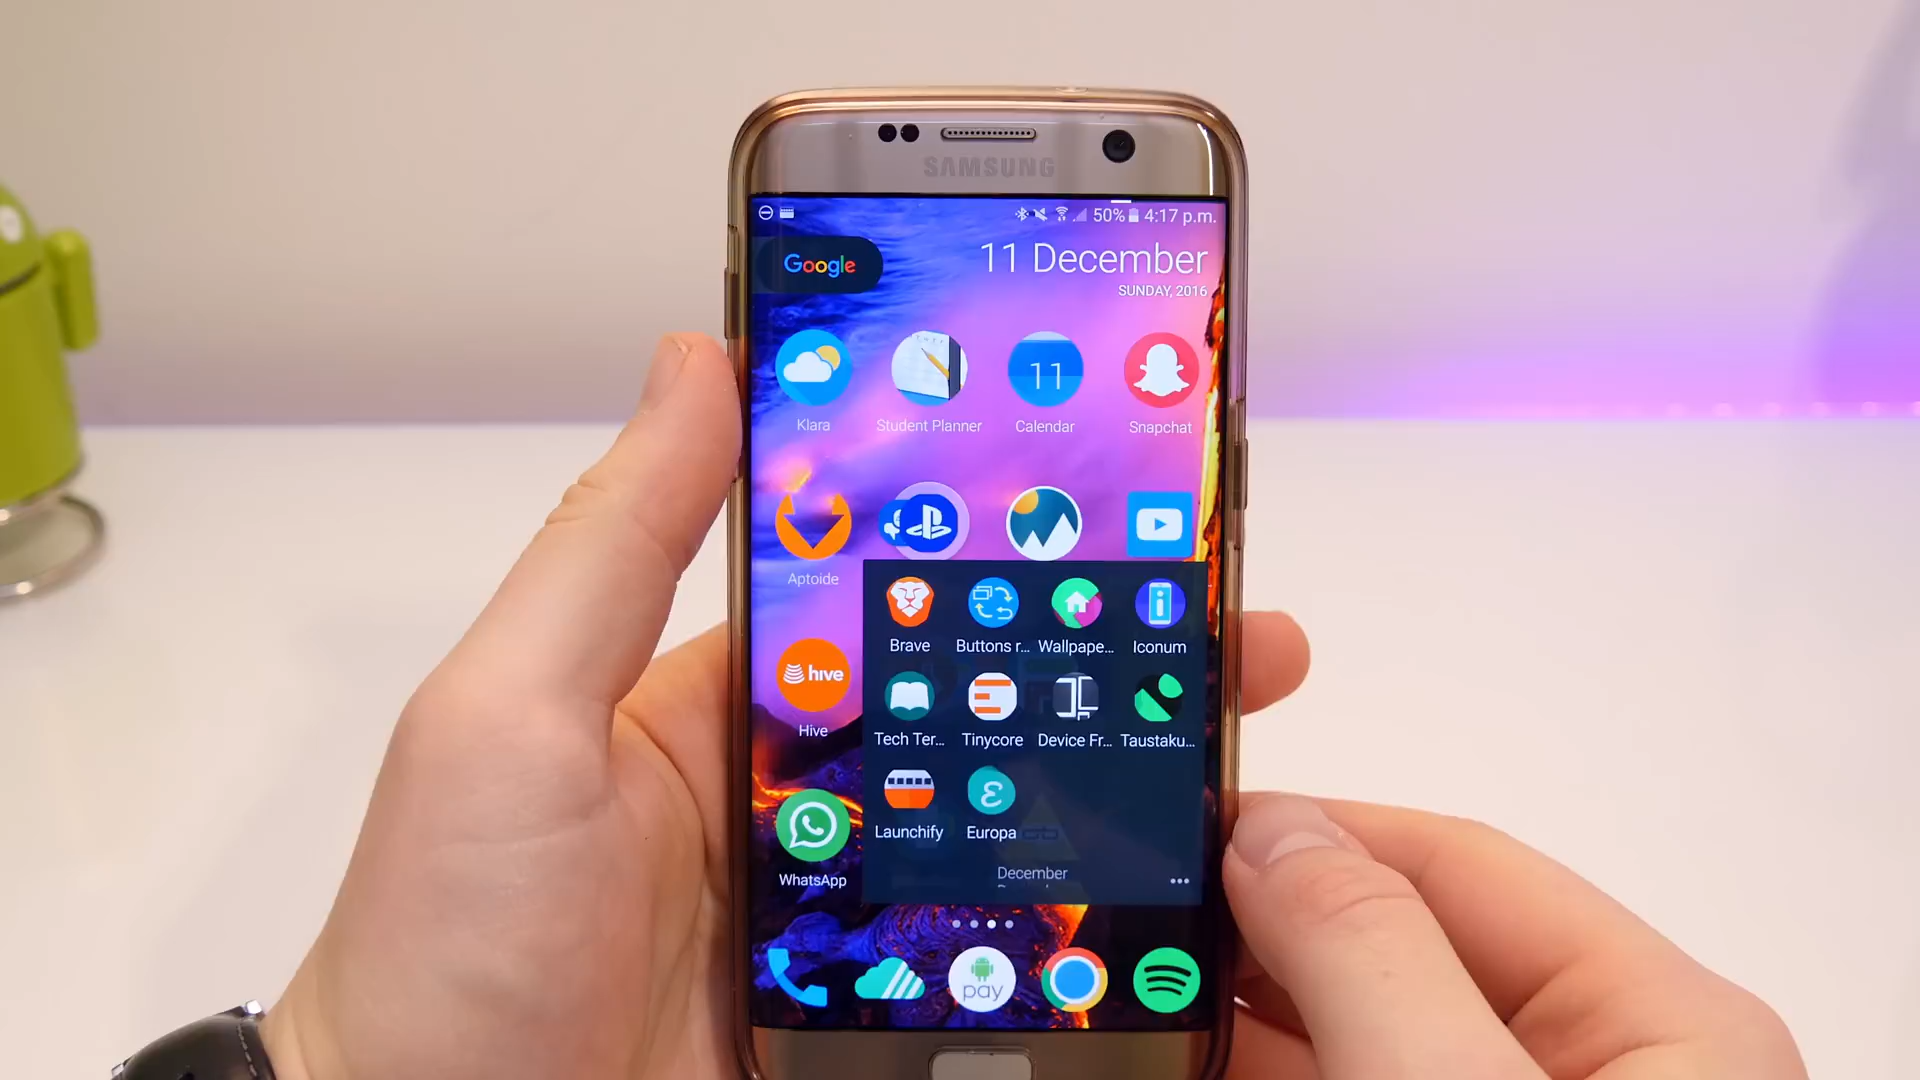 SAMSUNG
50% 4:17 p.m.
Google
11 December
SUNDAY, 2016
11
Klara
Student Planner
Calendar
Snapchat
Aptoide
Brave
Buttons r...
Wallpape...
Iconum
hive
Hive
Tech Ter...
Tinycore
Device Fr...
Taustaku...
Launchify
Europa
WhatsApp
December
pay